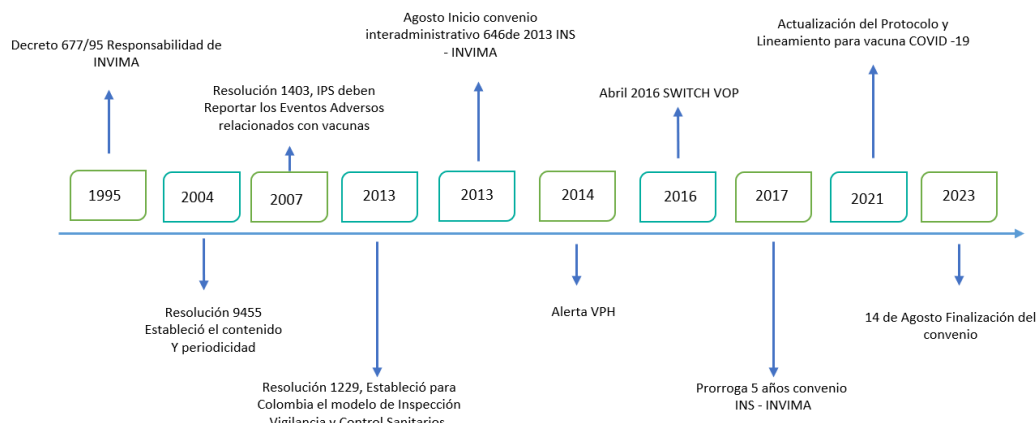 Agosto Inicio convenio
interadministrativo 646de 2013 INS
- INVIMA
Actualización del Protocolo y
Lineamiento para vacuna COVID -19
Decreto 677/95 Responsabilidad de
INVIMA
Resolución 1403, IPS deben
Reportar los Eventos Adversos
relacionados con vacunas
Abril 2016 SWITCH VOP
1995
2004
2007
2013
2013
2014
2016
2017
2021
2023
Resolución 9455
Estableció el contenido
Y periodicidad
Alerta VPH
14 de Agosto Finalización del
convenio
Resolución 1229, Estableció para
Colombia el modelo de Inspección
Vigilancia y Control Sanitarios
Prorroga 5 años convenio
INS - INVIMA